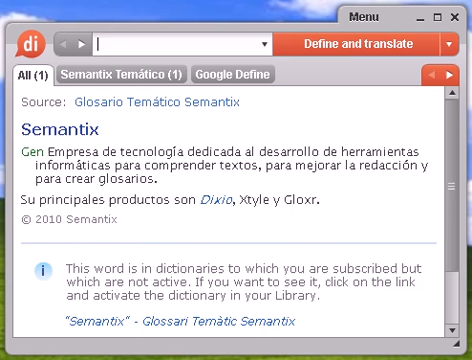 Menu
di
Define and translate
All (1) Semantix Temático (1) Google Define
Source: Glosario Temático Semantix
Semantix
Gen Empresa de tecnología dedicada al desarrollo de herramientas
informáticas para comprender textos, para mejorar la redacción y
para crear glosarios.
Su principales productos son Dixio, Xtyle y Gloxr.
© 2010 Semantix
i
This word is in dictionaries to which you are subscribed but
which are not active. If you want to see it, click on the link
and activate the dictionary in your Library.
"Semantix" - Glossari Temàtic Semantix